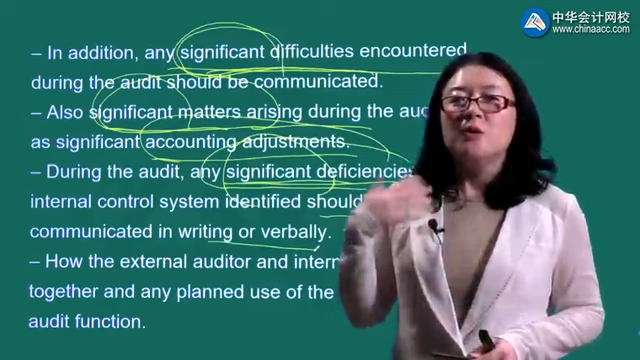 中华会计网校
www.chinaacc.com
– In addition, any significant difficulties encountered
during the audit should be communicated.
– Also significant matters arising during the
as significant accounting adjustments.
– During the audit, any significant deficiencies
internal control system identified should
communicated in writing or verbally.
– How the external auditor and
together and any planned use of the
audit function.